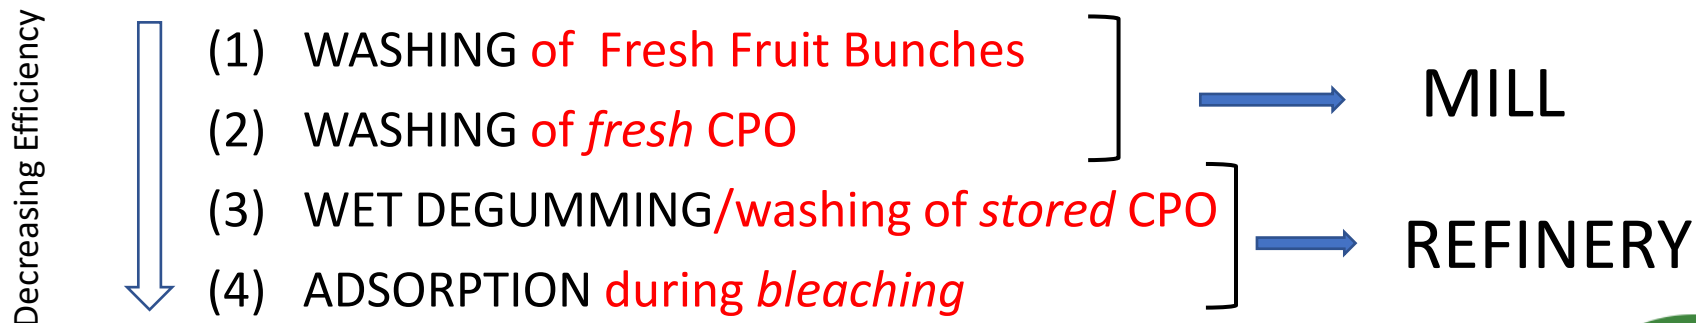 Decreasing Efficiency
(1) WASHING of Fresh Fruit Bunches
(2) WASHING of fresh CPO
MILL
(3) WET DEGUMMING/washing of stored CPO
(4) ADSORPTION during bleaching
REFINERY